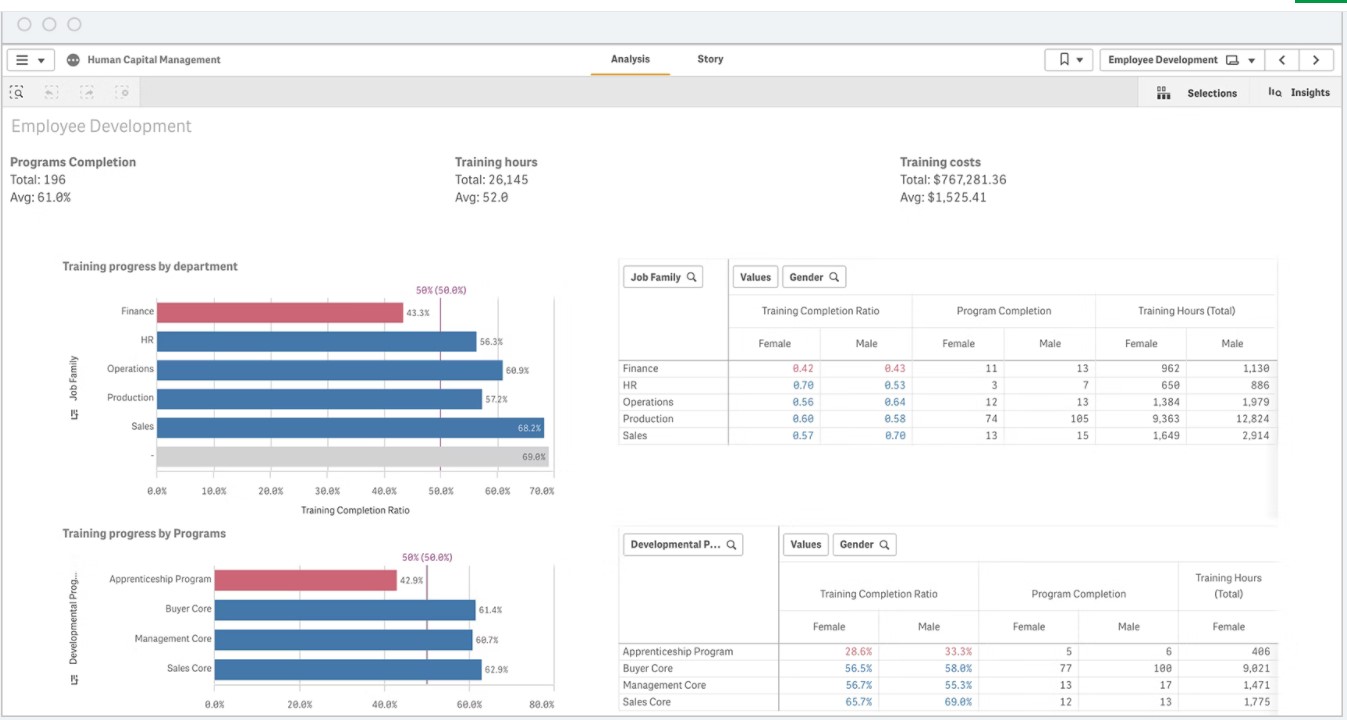 Human Capital Management
Analysis
Story
Employee Development
Selections
Insights
Employee Development
Programs Completion
Total: 196
Avg: 61.0%
Training hours
Total: 26,145
Avg: 52.0
Training costs
Total: $767,281.36
Avg: $1,525.41
Training progress by department
50% (50.0%)
Job Family
Finance 43.3%
HR 56.3%
Operations 60.9%
Production 57.2%
Sales 68.2%
- 69.0%
0.0% 10.0% 20.0% 30.0% 40.0% 50.0% 60.0% 70.0%
Training Completion Ratio
Job Family Values Gender
Training Completion Ratio Program Completion Training Hours (Total)
Female Male Female Male Female Male
Finance 0.42 0.43 11 13 962 1,130
HR 0.70 0.53 3 7 650 886
Operations 0.56 0.64 12 13 1,384 1,979
Production 0.60 0.58 74 105 9,363 12,824
Sales 0.57 0.70 13 15 1,649 2,914
Training progress by Programs
50% (50.0%)
Developmental Prog...
Apprenticeship Program 42.9%
Buyer Core 61.4%
Management Core 60.7%
Sales Core 62.9%
0.0% 20.0% 40.0% 60.0% 80.0%
Developmental P... Values Gender
Training Completion Ratio Program Completion Training Hours
(Total)
Female Male Female Male Female
Apprenticeship Program 28.6% 33.3% 5 6 406
Buyer Core 56.5% 58.0% 77 100 9,021
Management Core 56.7% 55.3% 13 17 1,471
Sales Core 65.7% 69.0% 12 13 1,775